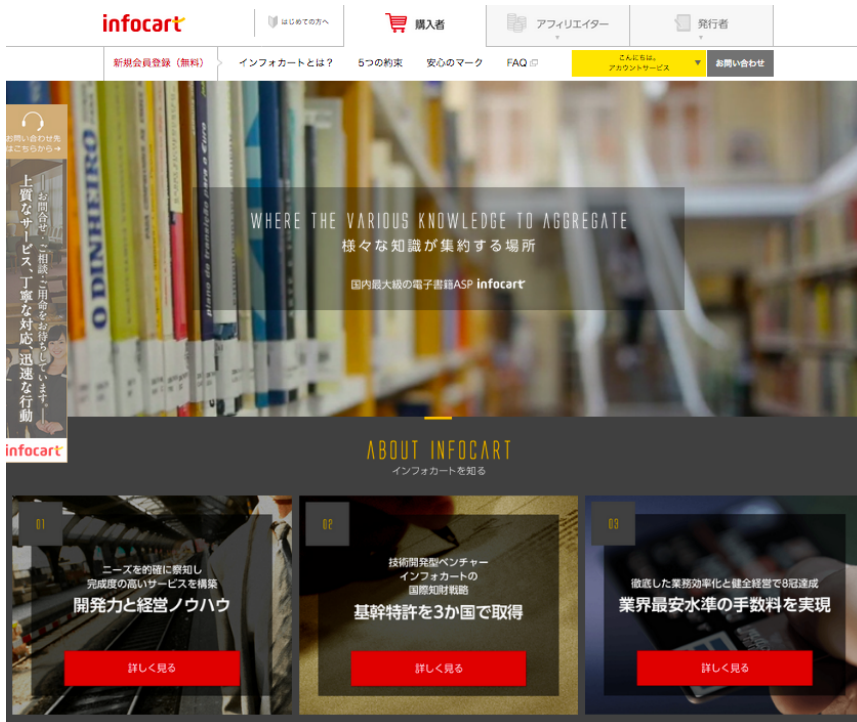 infocart
はじめての方へ
購入者
アフィリエイター
発行者
新規会員登録（無料）
インフォカートとは？
5つの約束
安心のマーク
FAQ
こんにちは。
アカウントサービス
お問い合わせ
お問い合わせ先
はこちらから→
―お問合せ・ご相談・ご用命をお待ちしています。―
上質なサービス、丁寧な対応、迅速な行動
infocart
O DINHEIRO
plano de transição para o Euro
WHERE THE VARIOUS KNOWLEDGE TO AGGREGATE
様々な知識が集約する場所
国内最大級の電子書籍ASP infocart
ABOUT INFOCART
インフォカートを知る
01
ニーズを的確に察知し
完成度の高いサービスを構築
開発力と経営ノウハウ
詳しく見る
02
技術開発型ベンチャー
インフォカートの
国際知財戦略
基幹特許を3か国で取得
詳しく見る
03
徹底した業務効率化と健全経営で8冠達成
業界最安水準の手数料を実現
詳しく見る